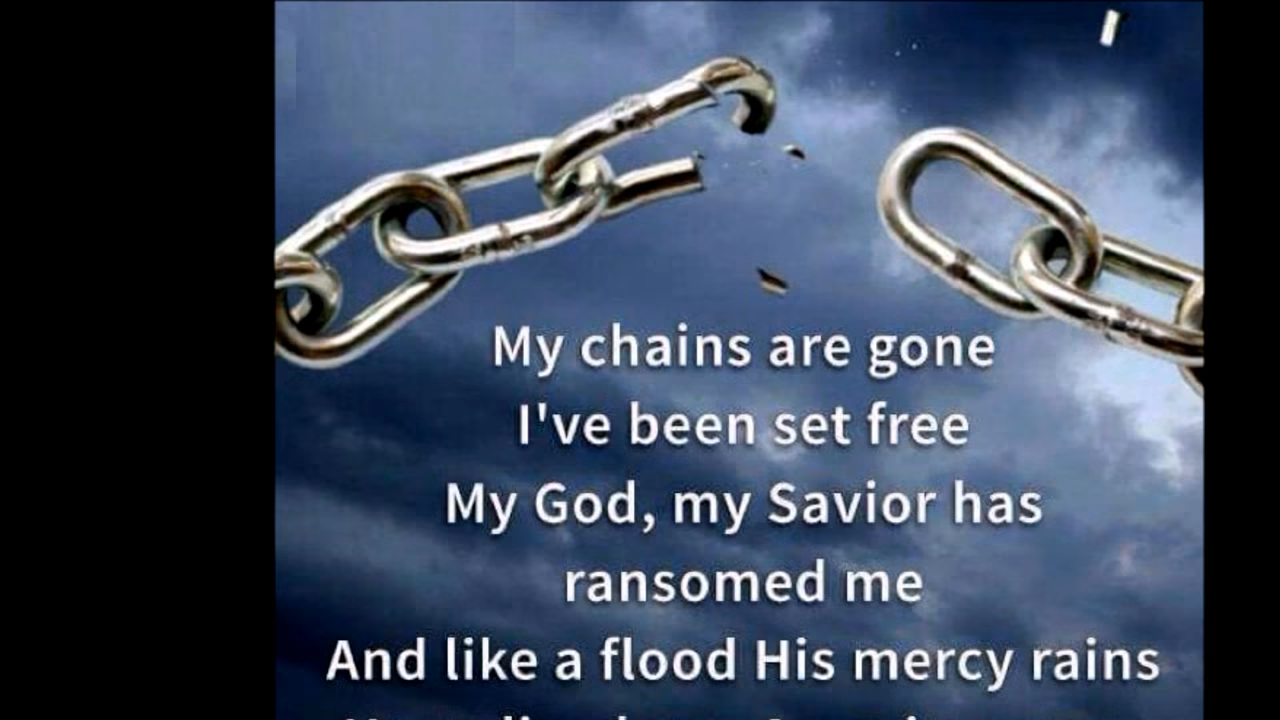 My chains are gone
I've been set free
My God, my Savior has
ransomed me
And like a flood His mercy rains